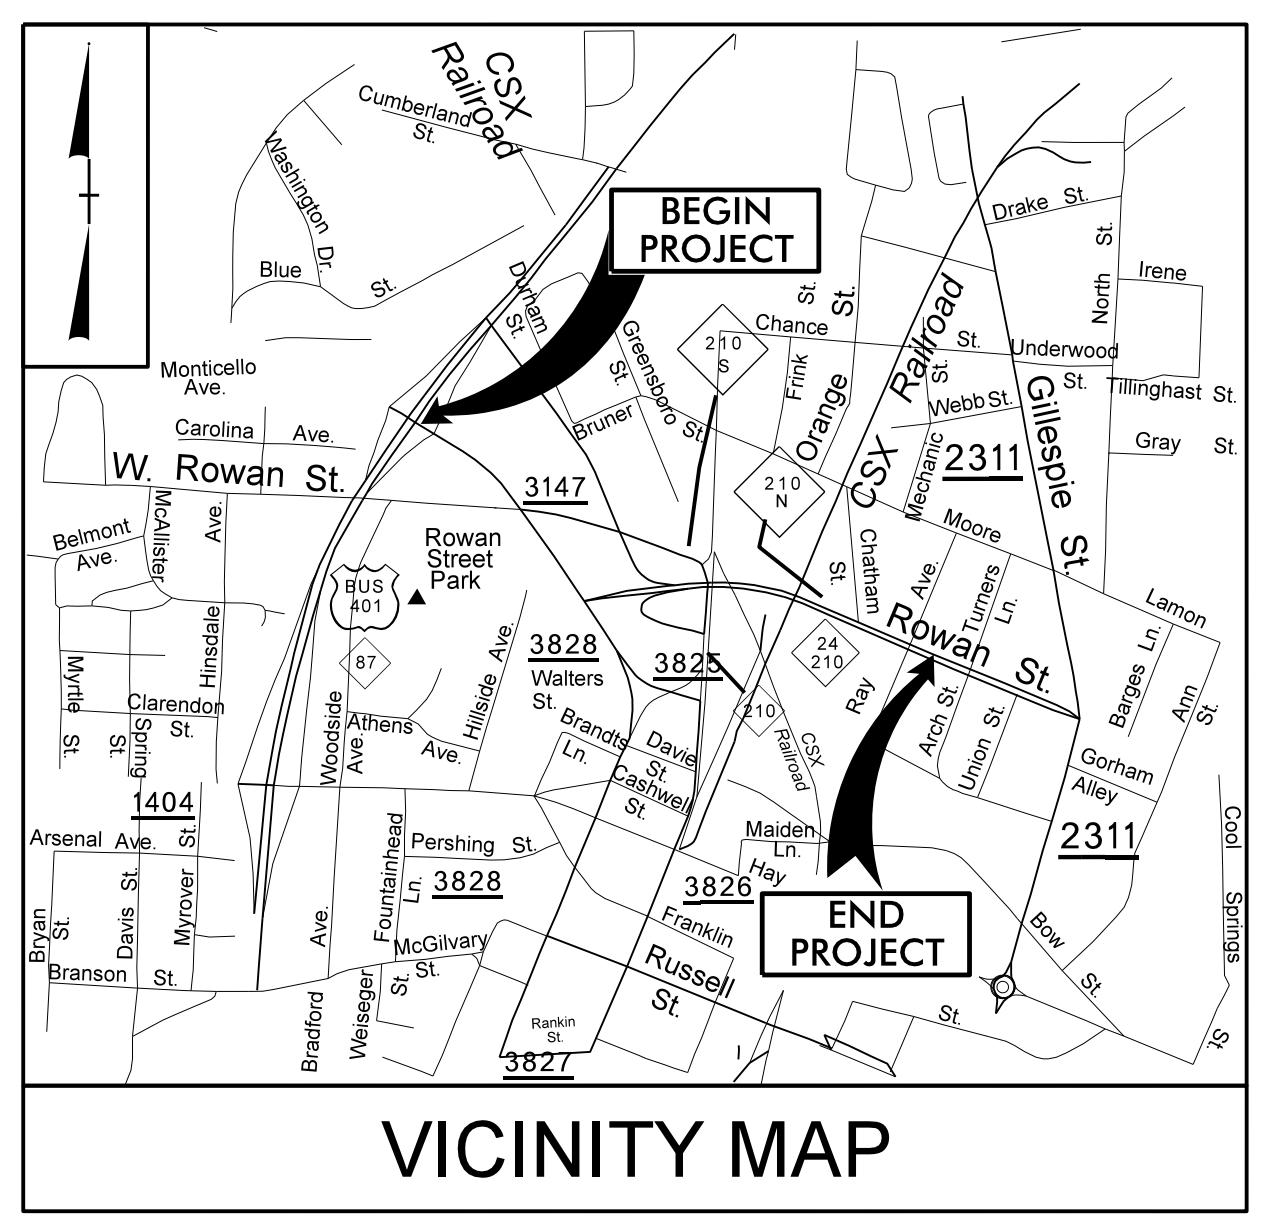 CSX
Railroad
Cumberland
St.
Washington
Dr.
Blue
St.
BEGIN
PROJECT
Drake St.
North St.
Irene
Durham
St.
Greensboro
St.
Bruner
St.
210
S
Chance
St.
Orange St.
Frink
St.
CSX Railroad
St.
Underwood
St.
Tillinghast St.
Webb St.
Mechanic
St.
Gillespie St.
2311
Gray St.
Monticello
Ave.
Carolina Ave.
W. Rowan St.
3147
210
N
Moore
Chatham
St.
Belmont
Ave.
McAllister
Ave.
Hinsdale
Rowan
Street
Park
BUS
401
87
Hillside Ave.
3828
Walters
St.
3825
24
210
Rowan St.
Ave.
Ray
Turners
Ln.
Lamon
Barges Ln.
Ann
St.
Arch St.
Union St.
Myrtle
St.
Clarendon
St.
Spring
St.
Woodside
Ave.
Athens
Ave.
Brandts
Ln.
Davie
St.
Cashwell
St.
210
CSX
Railroad
Gorham
Alley
2311
Cool Springs
St.
1404
Arsenal Ave.
St.
Myrover
Davis St.
Bryan
St.
Branson St.
Fountainhead
Ln.
Pershing St.
3828
McGilvary
St.
Ave.
Bradford
Weiseger
St.
Maiden
Ln.
Hay
3826
Franklin
Russell
St.
END
PROJECT
Bow
St.
St.
Rankin
St.
3827
VICINITY MAP